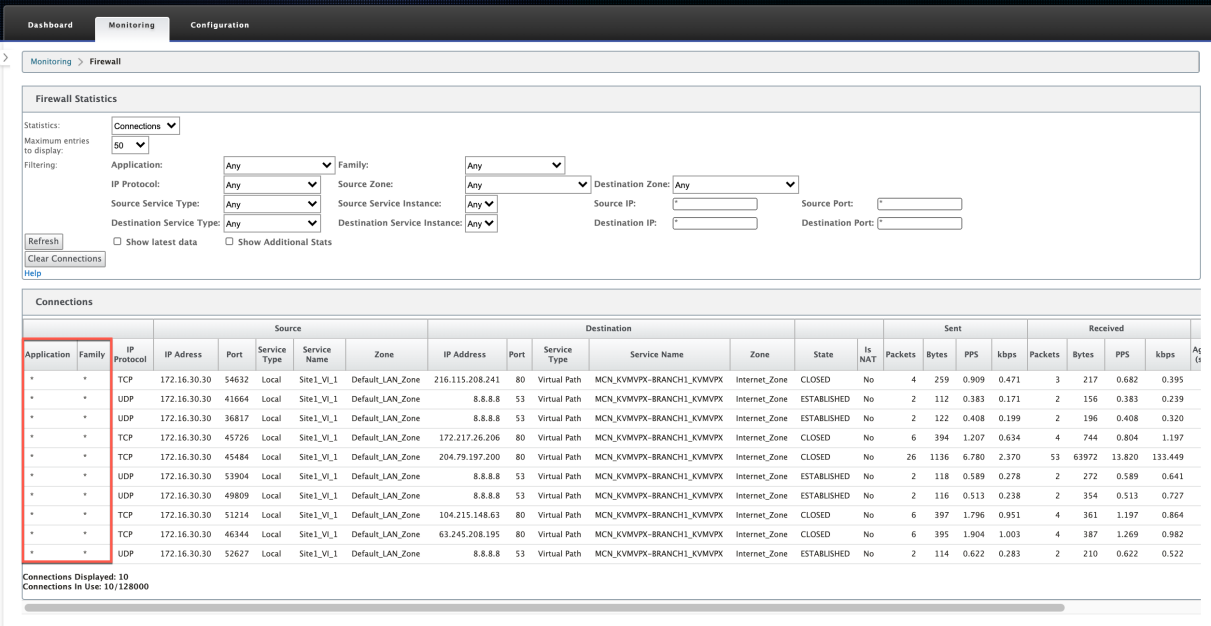 Dashboard Monitoring Configuration
Monitoring > Firewall
Firewall Statistics
Statistics: Connections
Maximum entries to display: 50
Filtering: Application: Any Family: Any
IP Protocol: Any Source Zone: Any Destination Zone: Any
Source Service Type: Any Source Service Instance: Any Source IP: * Source Port: *
Destination Service Type: Any Destination Service Instance: Any Destination IP: * Destination Port: *
Refresh Show latest data Show Additional Stats
Clear Connections
Help
Connections
Source Destination Sent Received
Application Family IP Protocol IP Adress Port Service Type Service Name Zone IP Address Port Service Type Service Name Zone State Is NAT Packets Bytes PPS kbps Packets Bytes PPS kbps
* * TCP 172.16.30.30 54632 Local Site1_VI_1 Default_LAN_Zone 216.115.208.241 80 Virtual Path MCN_KVMVPX-BRANCH1_KVMVPX Internet_Zone CLOSED No 4 259 0.909 0.471 3 217 0.682 0.395
* * UDP 172.16.30.30 41664 Local Site1_VI_1 Default_LAN_Zone 8.8.8.8 53 Virtual Path MCN_KVMVPX-BRANCH1_KVMVPX Internet_Zone ESTABLISHED No 2 112 0.383 0.171 2 156 0.383 0.239
* * UDP 172.16.30.30 36817 Local Site1_VI_1 Default_LAN_Zone 8.8.8.8 53 Virtual Path MCN_KVMVPX-BRANCH1_KVMVPX Internet_Zone ESTABLISHED No 2 122 0.408 0.199 2 196 0.408 0.320
* * TCP 172.16.30.30 45726 Local Site1_VI_1 Default_LAN_Zone 172.217.26.206 80 Virtual Path MCN_KVMVPX-BRANCH1_KVMVPX Internet_Zone CLOSED No 6 394 1.207 0.634 4 744 0.804 1.197
* * TCP 172.16.30.30 45484 Local Site1_VI_1 Default_LAN_Zone 204.79.197.200 80 Virtual Path MCN_KVMVPX-BRANCH1_KVMVPX Internet_Zone CLOSED No 26 1136 6.780 2.370 53 63972 13.820 133.449
* * UDP 172.16.30.30 53904 Local Site1_VI_1 Default_LAN_Zone 8.8.8.8 53 Virtual Path MCN_KVMVPX-BRANCH1_KVMVPX Internet_Zone ESTABLISHED No 2 118 0.589 0.278 2 272 0.589 0.641
* * UDP 172.16.30.30 49809 Local Site1_VI_1 Default_LAN_Zone 8.8.8.8 53 Virtual Path MCN_KVMVPX-BRANCH1_KVMVPX Internet_Zone ESTABLISHED No 2 116 0.513 0.238 2 354 0.513 0.727
* * TCP 172.16.30.30 51214 Local Site1_VI_1 Default_LAN_Zone 104.215.148.63 80 Virtual Path MCN_KVMVPX-BRANCH1_KVMVPX Internet_Zone CLOSED No 6 397 1.796 0.951 4 361 1.197 0.864
* * TCP 172.16.30.30 46344 Local Site1_VI_1 Default_LAN_Zone 63.245.208.195 80 Virtual Path MCN_KVMVPX-BRANCH1_KVMVPX Internet_Zone CLOSED No 6 395 1.904 1.003 4 387 1.269 0.982
* * UDP 172.16.30.30 52627 Local Site1_VI_1 Default_LAN_Zone 8.8.8.8 53 Virtual Path MCN_KVMVPX-BRANCH1_KVMVPX Internet_Zone ESTABLISHED No 2 114 0.622 0.283 2 210 0.622 0.522
Connections Displayed: 10
Connections In Use: 10/128000